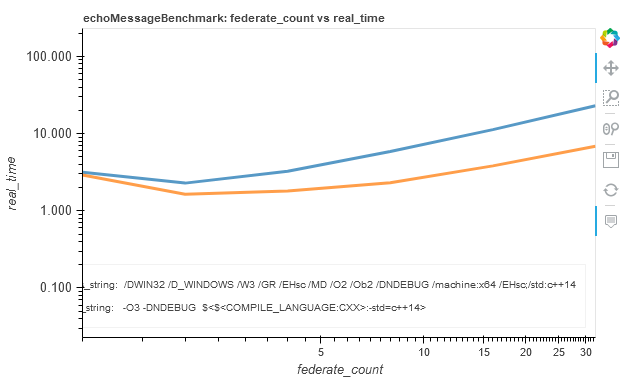 echoMessageBenchmark: federate_count vs real_time
100.000
10.000
1.000
0.100
real_time
_string: /DWIN32 /D_WINDOWS /W3 /GR /EHsc /MD /O2 /Ob2 /DNDEBUG /machine:x64 /EHsc;/std:c++14
_string: -O3 -DNDEBUG $<$<COMPILE_LANGUAGE:CXX>:-std=c++14>
5 10 15 20 25 30
federate_count